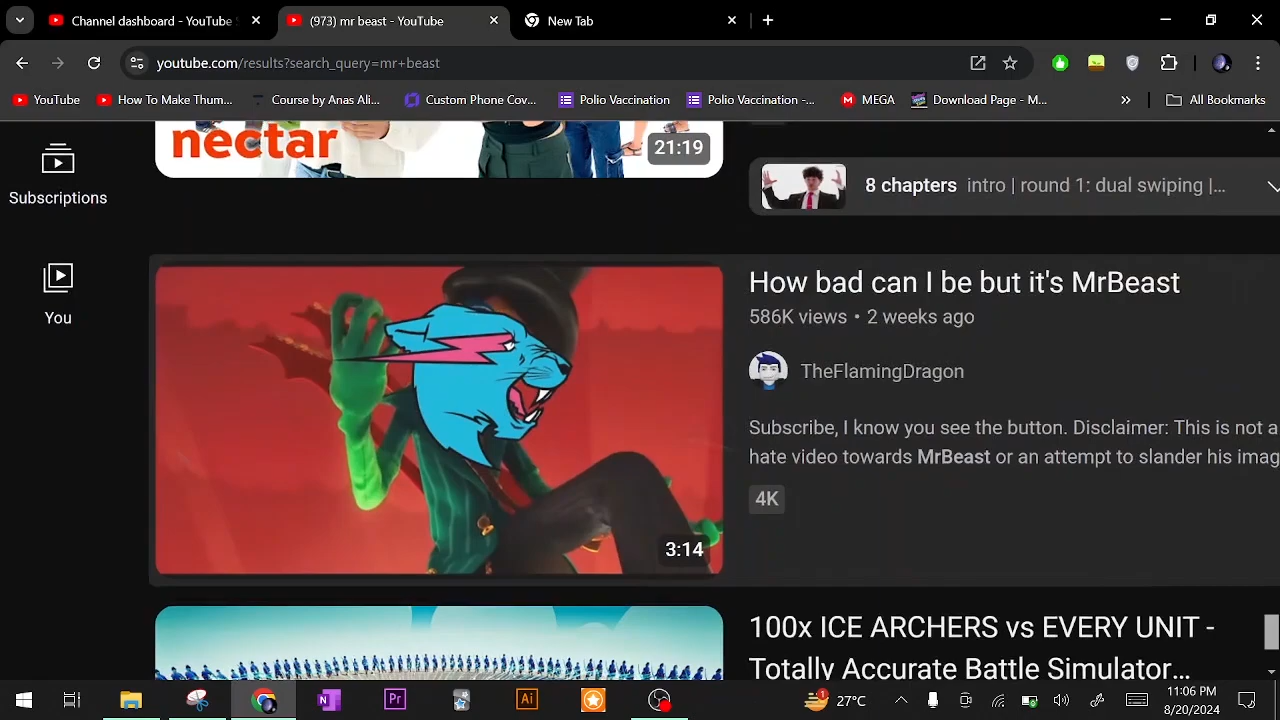 Channel dashboard - YouTube
(973) mr beast - YouTube
New Tab
youtube.com/results?search_query=mr+beast
YouTube
How To Make Thum...
Course by Anas Ali...
Custom Phone Cov...
Polio Vaccination
Polio Vaccination -...
MEGA
Download Page - M...
All Bookmarks
nectar
21:19
Subscriptions
8 chapters intro | round 1: dual swiping |...
You
How bad can I be but it's MrBeast
586K views • 2 weeks ago
TheFlamingDragon
Subscribe, I know you see the button. Disclaimer: This is not a
hate video towards MrBeast or an attempt to slander his imag
4K
3:14
100x ICE ARCHERS vs EVERY UNIT -
Totally Accurate Battle Simulator...
Pr
Ai
1
27°C
11:06 PM
8/20/2024